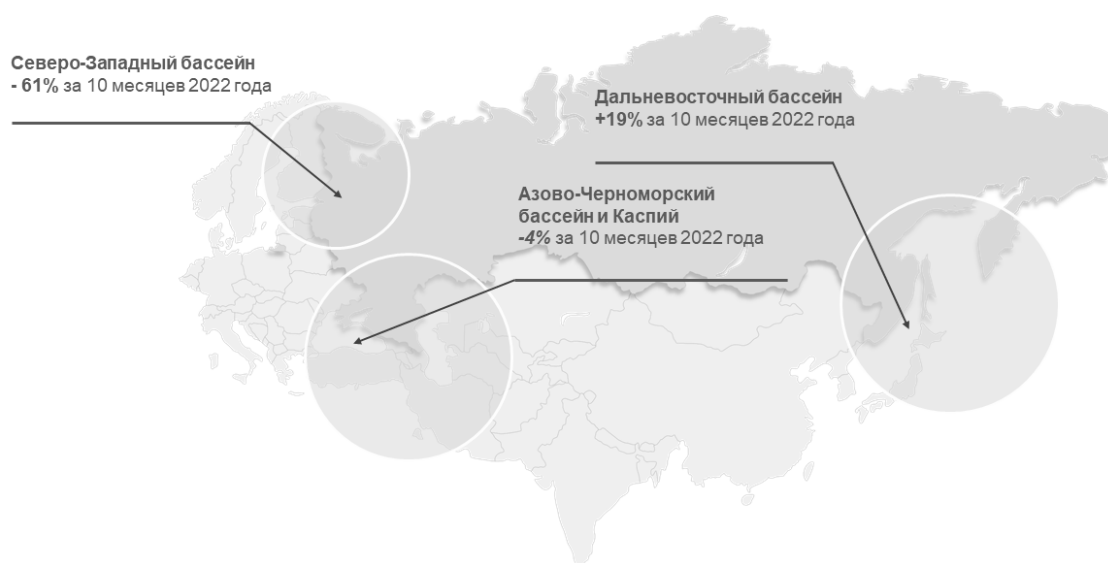 Северо-Западный бассейн
- 61% за 10 месяцев 2022 года
Дальневосточный бассейн
+19% за 10 месяцев 2022 года
Азово-Черноморский
бассейн и Каспий
-4% за 10 месяцев 2022 года